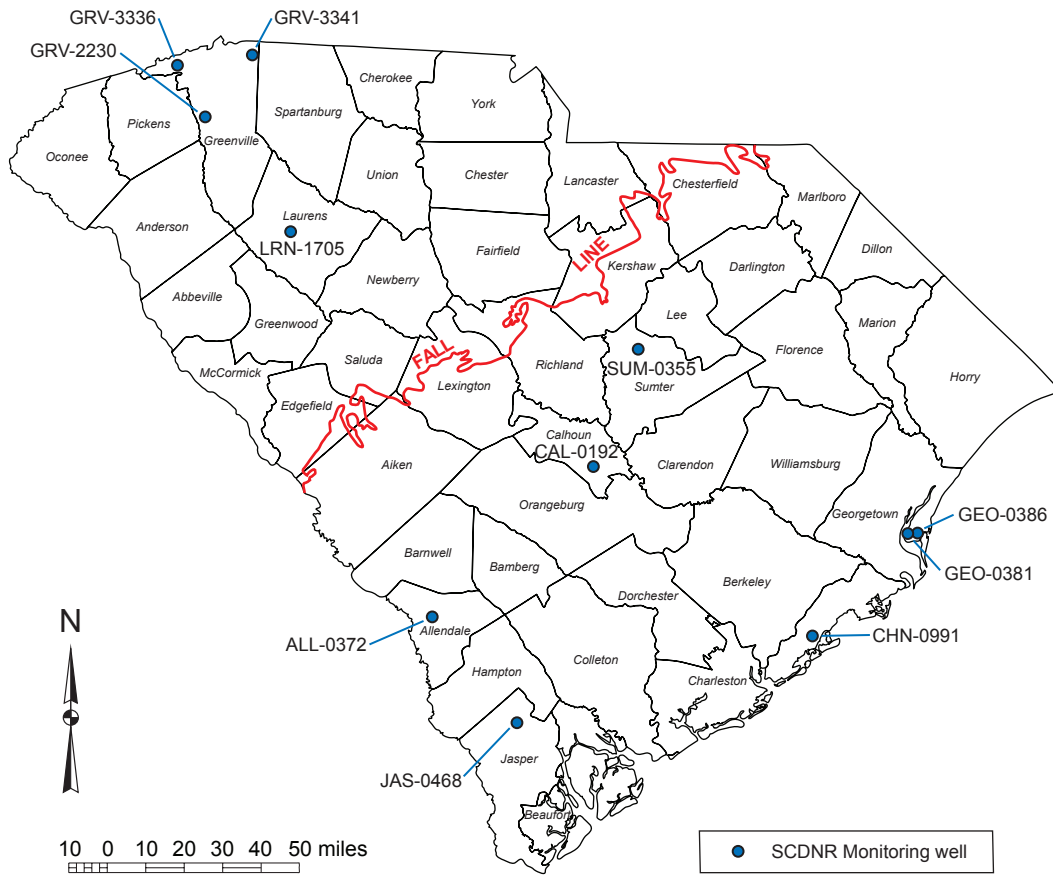 GRV-3336
GRV-3341
GRV-2230
Cherokee
York
Spartanburg
Pickens
Greenville
Oconee
Union
Chester
Lancaster
Chesterfield
Marlboro
Anderson
Laurens
LRN-1705
Fairfield
LINE
Kershaw
Darlington
Dillon
Newberry
Abbeville
Greenwood
Lee
Marion
Saluda
FALL
Richland
SUM-0355
Sumter
Florence
Horry
McCormick
Lexington
Edgefield
Calhoun
CAL-0192
Aiken
Clarendon
Williamsburg
Orangeburg
Georgetown
GEO-0386
GEO-0381
Barnwell
Bamberg
Berkeley
Dorchester
N
ALL-0372
Allendale
CHN-0991
Hampton
Colleton
Charleston
JAS-0468
Jasper
Beaufort
10 0 10 20 30 50 miles
SCDNR Monitoring well